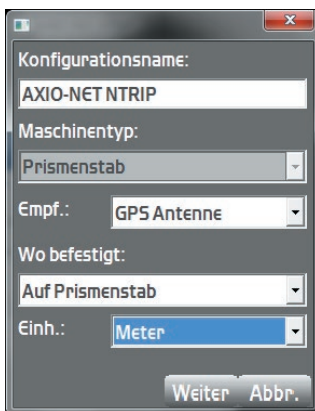 Konfigurationsname:
AXIO-NET NTRIP
Maschinentyp:
Prismenstab
Empf.: GPS Antenne
Wo befestigt:
Auf Prismenstab
Einh.: Meter
Weiter Abbr.